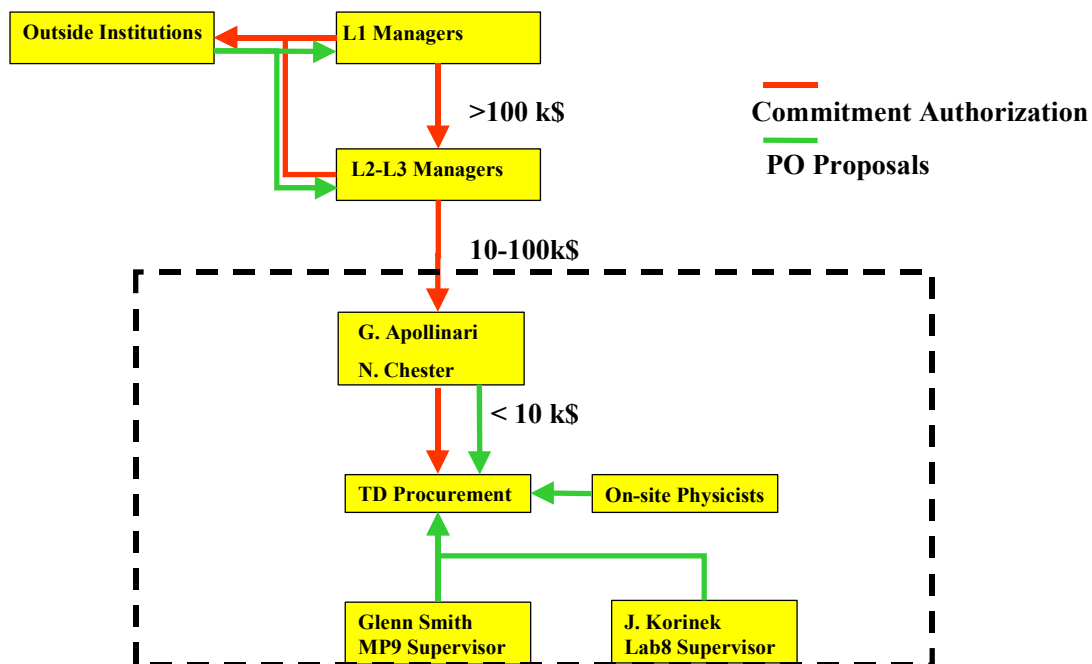 Outside Institutions
L1 Managers
>100 k$
Commitment Authorization
PO Proposals
L2-L3 Managers
10-100k$
G. Apollinari
N. Chester
< 10 k$
TD Procurement
On-site Physicists
Glenn Smith
MP9 Supervisor
J. Korinek
Lab8 Supervisor